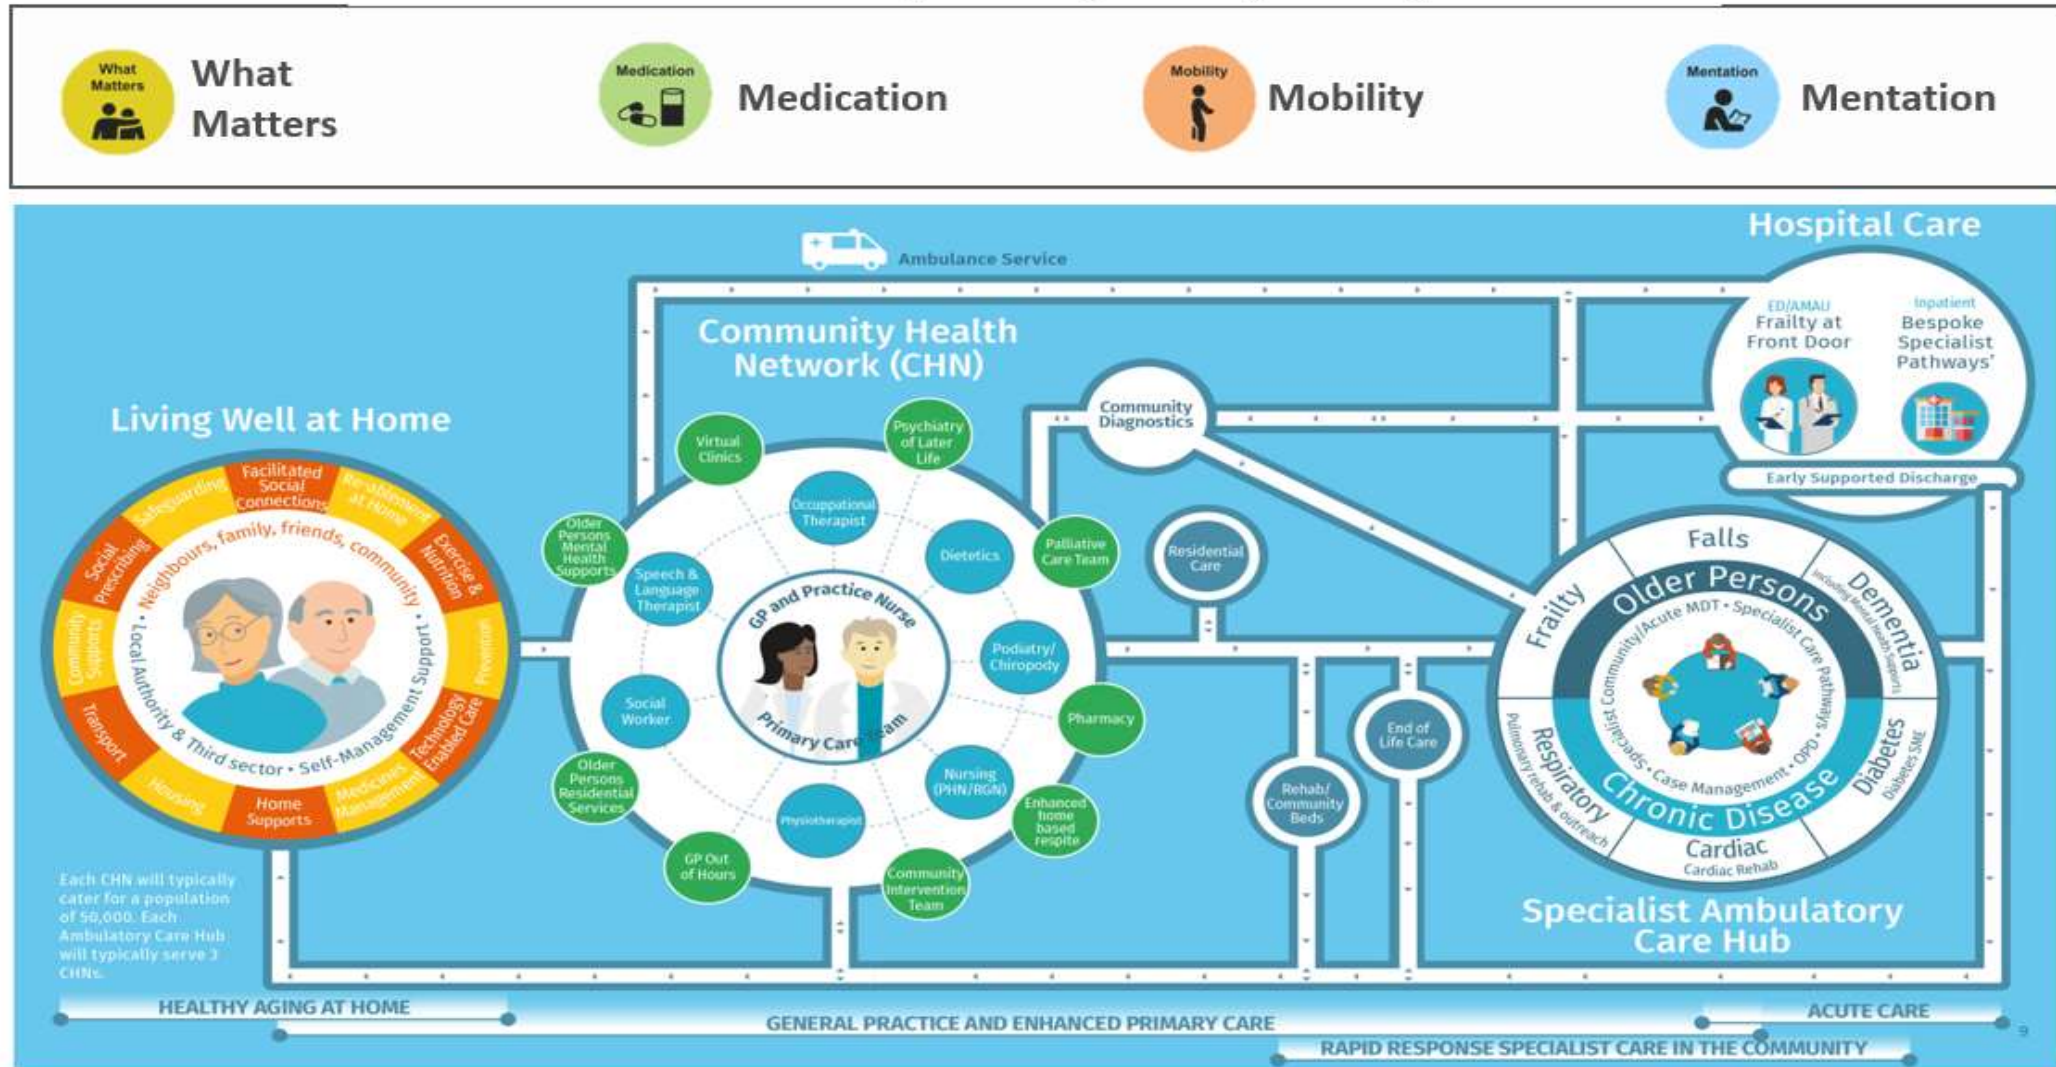 What
Matters
What
Matters
Medication
Medication
Mobility
Mobility
Mentation
Mentation
Hospital Care
Ambulance Service
ED/AMAU
Frailty at
Front Door
Inpatient
Bespoke
Specialist
Pathways'
Early Supported Discharge
Community Health
Network (CHN)
Community
Diagnostics
Living Well at Home
Facilitated
Social
Connections
Re-ablement
at Home
Exercise &
Nutrition
Prevention
Technology
Enabled Care
Medicines
Management
Home
Supports
Housing
Transport
Community
Supports
Social
Prescribing
Safeguarding
• Neighbours, family, friends, community •
Local Authority & Third sector • Self-Management Support
Virtual
Clinics
Psychiatry
of Later
Life
Older
Persons
Mental
Health
Supports
Palliative
Care Team
Pharmacy
Enhanced
home
based
respite
Community
Intervention
Team
GP Out
of Hours
Older
Persons
Residential
Services
Occuppational
Therapist
Dietetics
Speech &
Language
Therapist
Podiatry/
Chiropody
Social
Worker
Nursing
(PHN/RGN)
Physiotherapist
GP and Practice Nurse
Primary Care Team
Residential
Care
End of
Life Care
Rehab/
Community
Beds
Falls
Frailty
Dementia
Including Mental Health Supports
Older Persons
Specialist Community/Acute MDT • Specialist Care Pathways • OPD • Case Management •
Chronic Disease
Respiratory
Pulmonary rehab & outreach
Cardiac
Cardiac Rehab
Diabetes
Diabetes SME
Specialist Ambulatory
Care Hub
Each CHN will typically
cater for a population
of 50,000. Each
Ambulatory Care Hub
will typically serve 3
CHNs.
HEALTHY AGING AT HOME
GENERAL PRACTICE AND ENHANCED PRIMARY CARE
ACUTE CARE
RAPID RESPONSE SPECIALIST CARE IN THE COMMUNITY
9